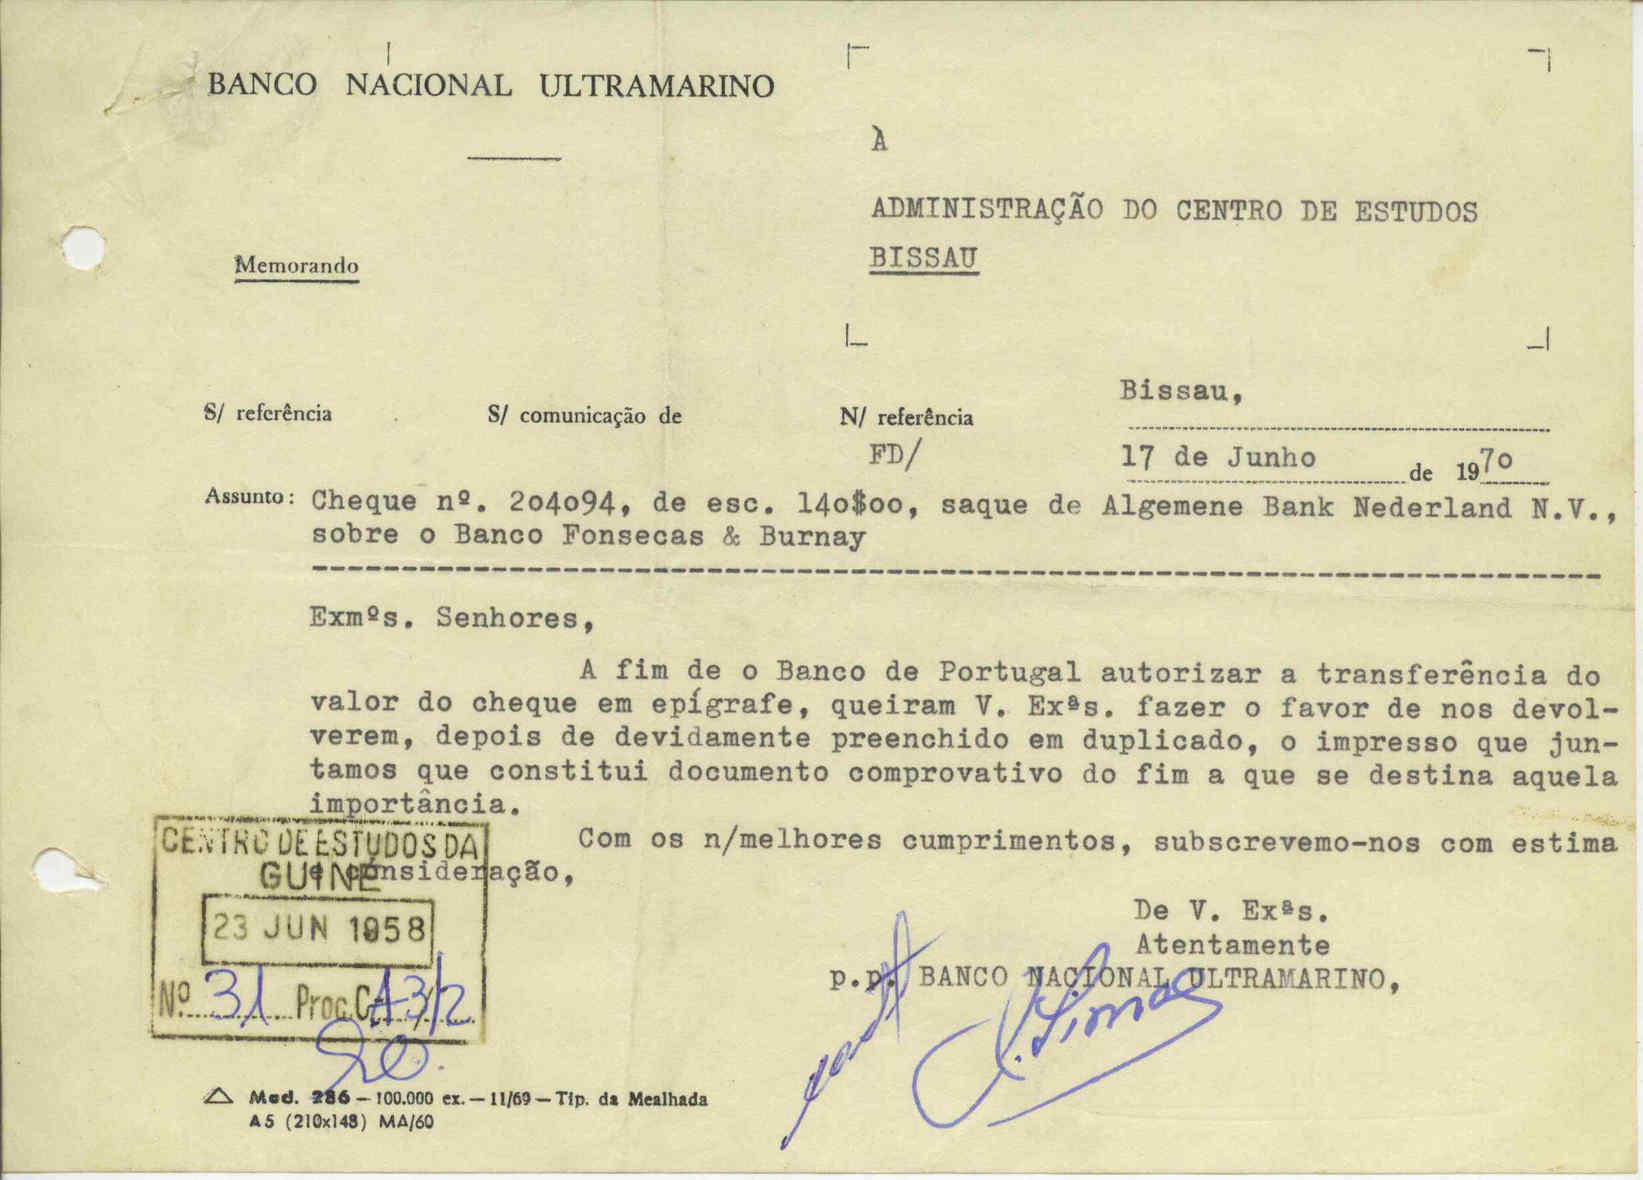 BANCO NACIONAL ULTRAMARINO
À
ADMINISTRAÇÃO DO CENTRO DE ESTUDOS
BISSAU
Memorando
Bissau,
S/ referência S/ comunicação de N/ referência
FD/ 17 de Junho de 1970
Assunto: Cheque nº. 204094, de esc. 140$00, saque de Algemene Bank Nederland N.V.,
sobre o Banco Fonsecas & Burnay
Exmºs. Senhores,
A fim de o Banco de Portugal autorizar a transferência do
valor do cheque em epígrafe, queiram V. Exªs. fazer o favor de nos devol-
verem, depois de devidamente preenchido em duplicado, o impresso que jun-
tamos que constitui documento comprovativo do fim a que se destina aquela
importância.
Com os n/melhores cumprimentos, subscrevemo-nos com estima
e consideração,
De V. Exªs.
Atentamente
p.p. BANCO NACIONAL ULTRAMARINO,
CENTRO DE ESTUDOS DA
GUINÉ
23 JUN 1958
Nº 31 Proc. C-13/2
Mod. 286 – 100.000 ex. – 11/69 – Tip. da Mealhada
A5 (210x148) MA/60